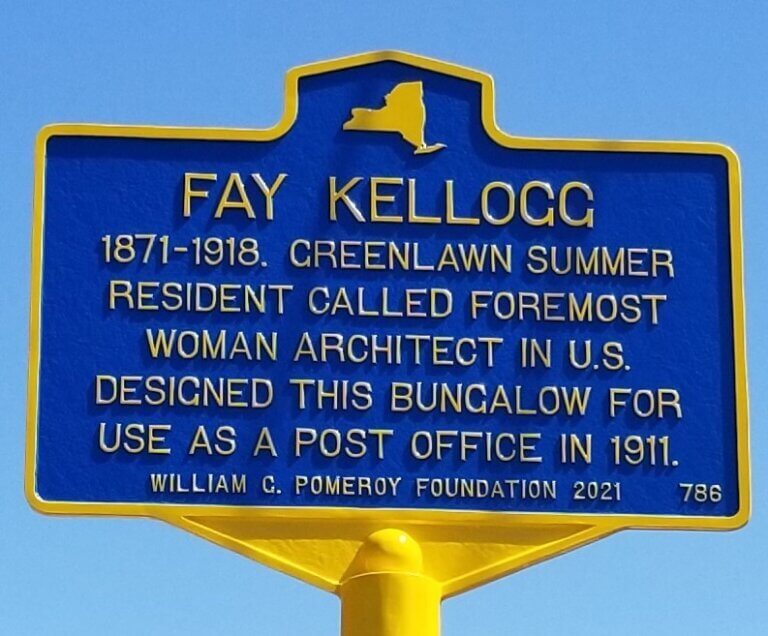 FAY KELLOGG
1871-1918. GREENLAWN SUMMER
RESIDENT CALLED FOREMOST
WOMAN ARCHITECT IN U.S.
DESIGNED THIS BUNGALOW FOR
USE AS A POST OFFICE IN 1911.
WILLIAM G. POMEROY FOUNDATION 2021 786